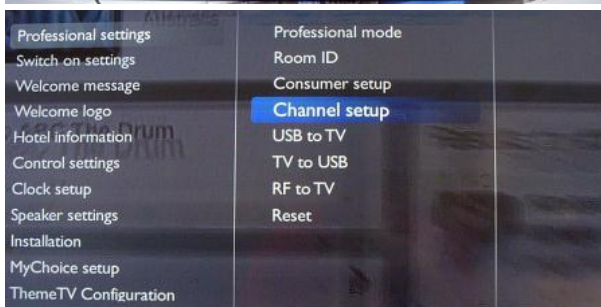 Professional settings
Switch on settings
Welcome message
Welcome logo
Hotel information
Control settings
Clock setup
Speaker settings
Installation
MyChoice setup
ThemeTV Configuration
Professional mode
Room ID
Consumer setup
Channel setup
USB to TV
TV to USB
RF to TV
Reset
The Drum